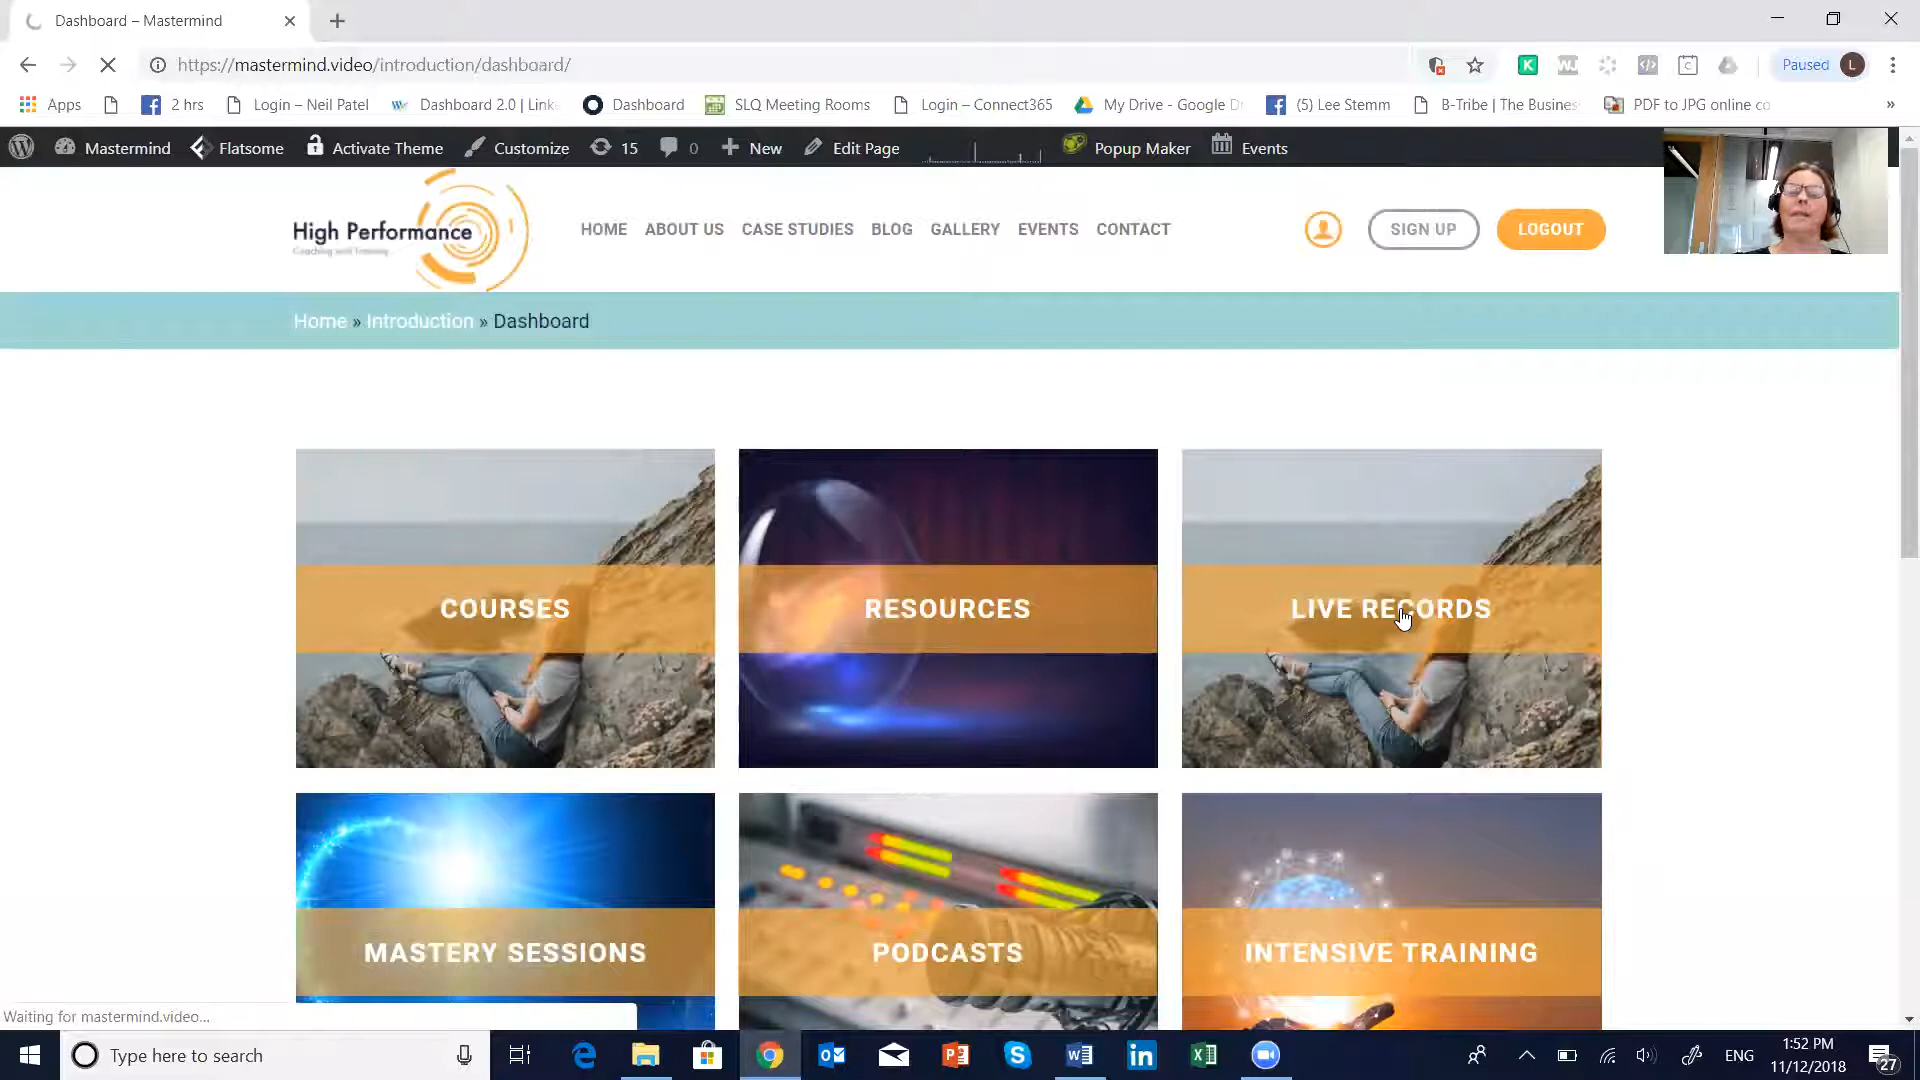 Dashboard – Mastermind
https://mastermind.video/introduction/dashboard/
Paused L
Apps 2 hrs Login – Neil Patel Dashboard 2.0 | Link Dashboard SLQ Meeting Rooms Login – Connect365 My Drive - Google Dr (5) Lee Stemm B-Tribe | The Busines PDF to JPG online co
Mastermind Flatsome Activate Theme Customize 15 0 New Edit Page Popup Maker Events
High Performance
Coaching and Training
HOME ABOUT US CASE STUDIES BLOG GALLERY EVENTS CONTACT
SIGN UP LOGOUT
Home » Introduction » Dashboard
COURSES RESOURCES LIVE RECORDS
MASTERY SESSIONS PODCASTS INTENSIVE TRAINING
Waiting for mastermind.video...
Type here to search
ENG
1:52 PM
11/12/2018
27